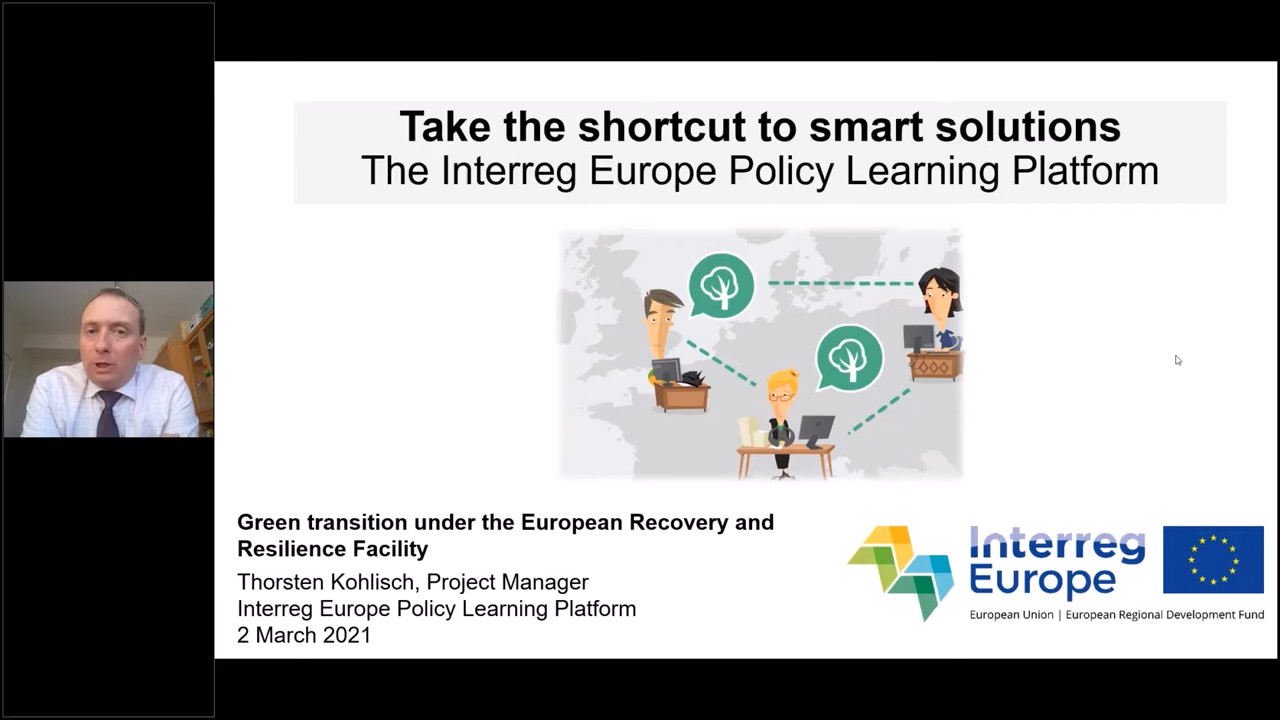 Take the shortcut to smart solutions
The Interreg Europe Policy Learning Platform
Green transition under the European Recovery and
Resilience Facility
Thorsten Kohlisch, Project Manager
Interreg Europe Policy Learning Platform
2 March 2021
Interreg
Europe
European Union | European Regional Development Fund